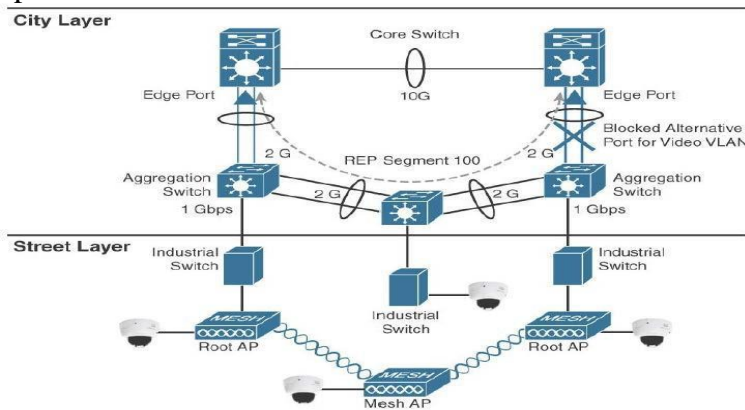 City Layer
Core Switch
Edge Port
10G
Edge Port
Blocked Alternative
Port for Video VLAN
2 G
REP Segment 100
2 G
Aggregation
Switch
2 G
2 G
Aggregation
Switch
1 Gbps
1 Gbps
Street Layer
Industrial
Switch
Industrial
Switch
Industrial
Switch
MESH
Root AP
MESH
Root AP
MESH
Mesh AP